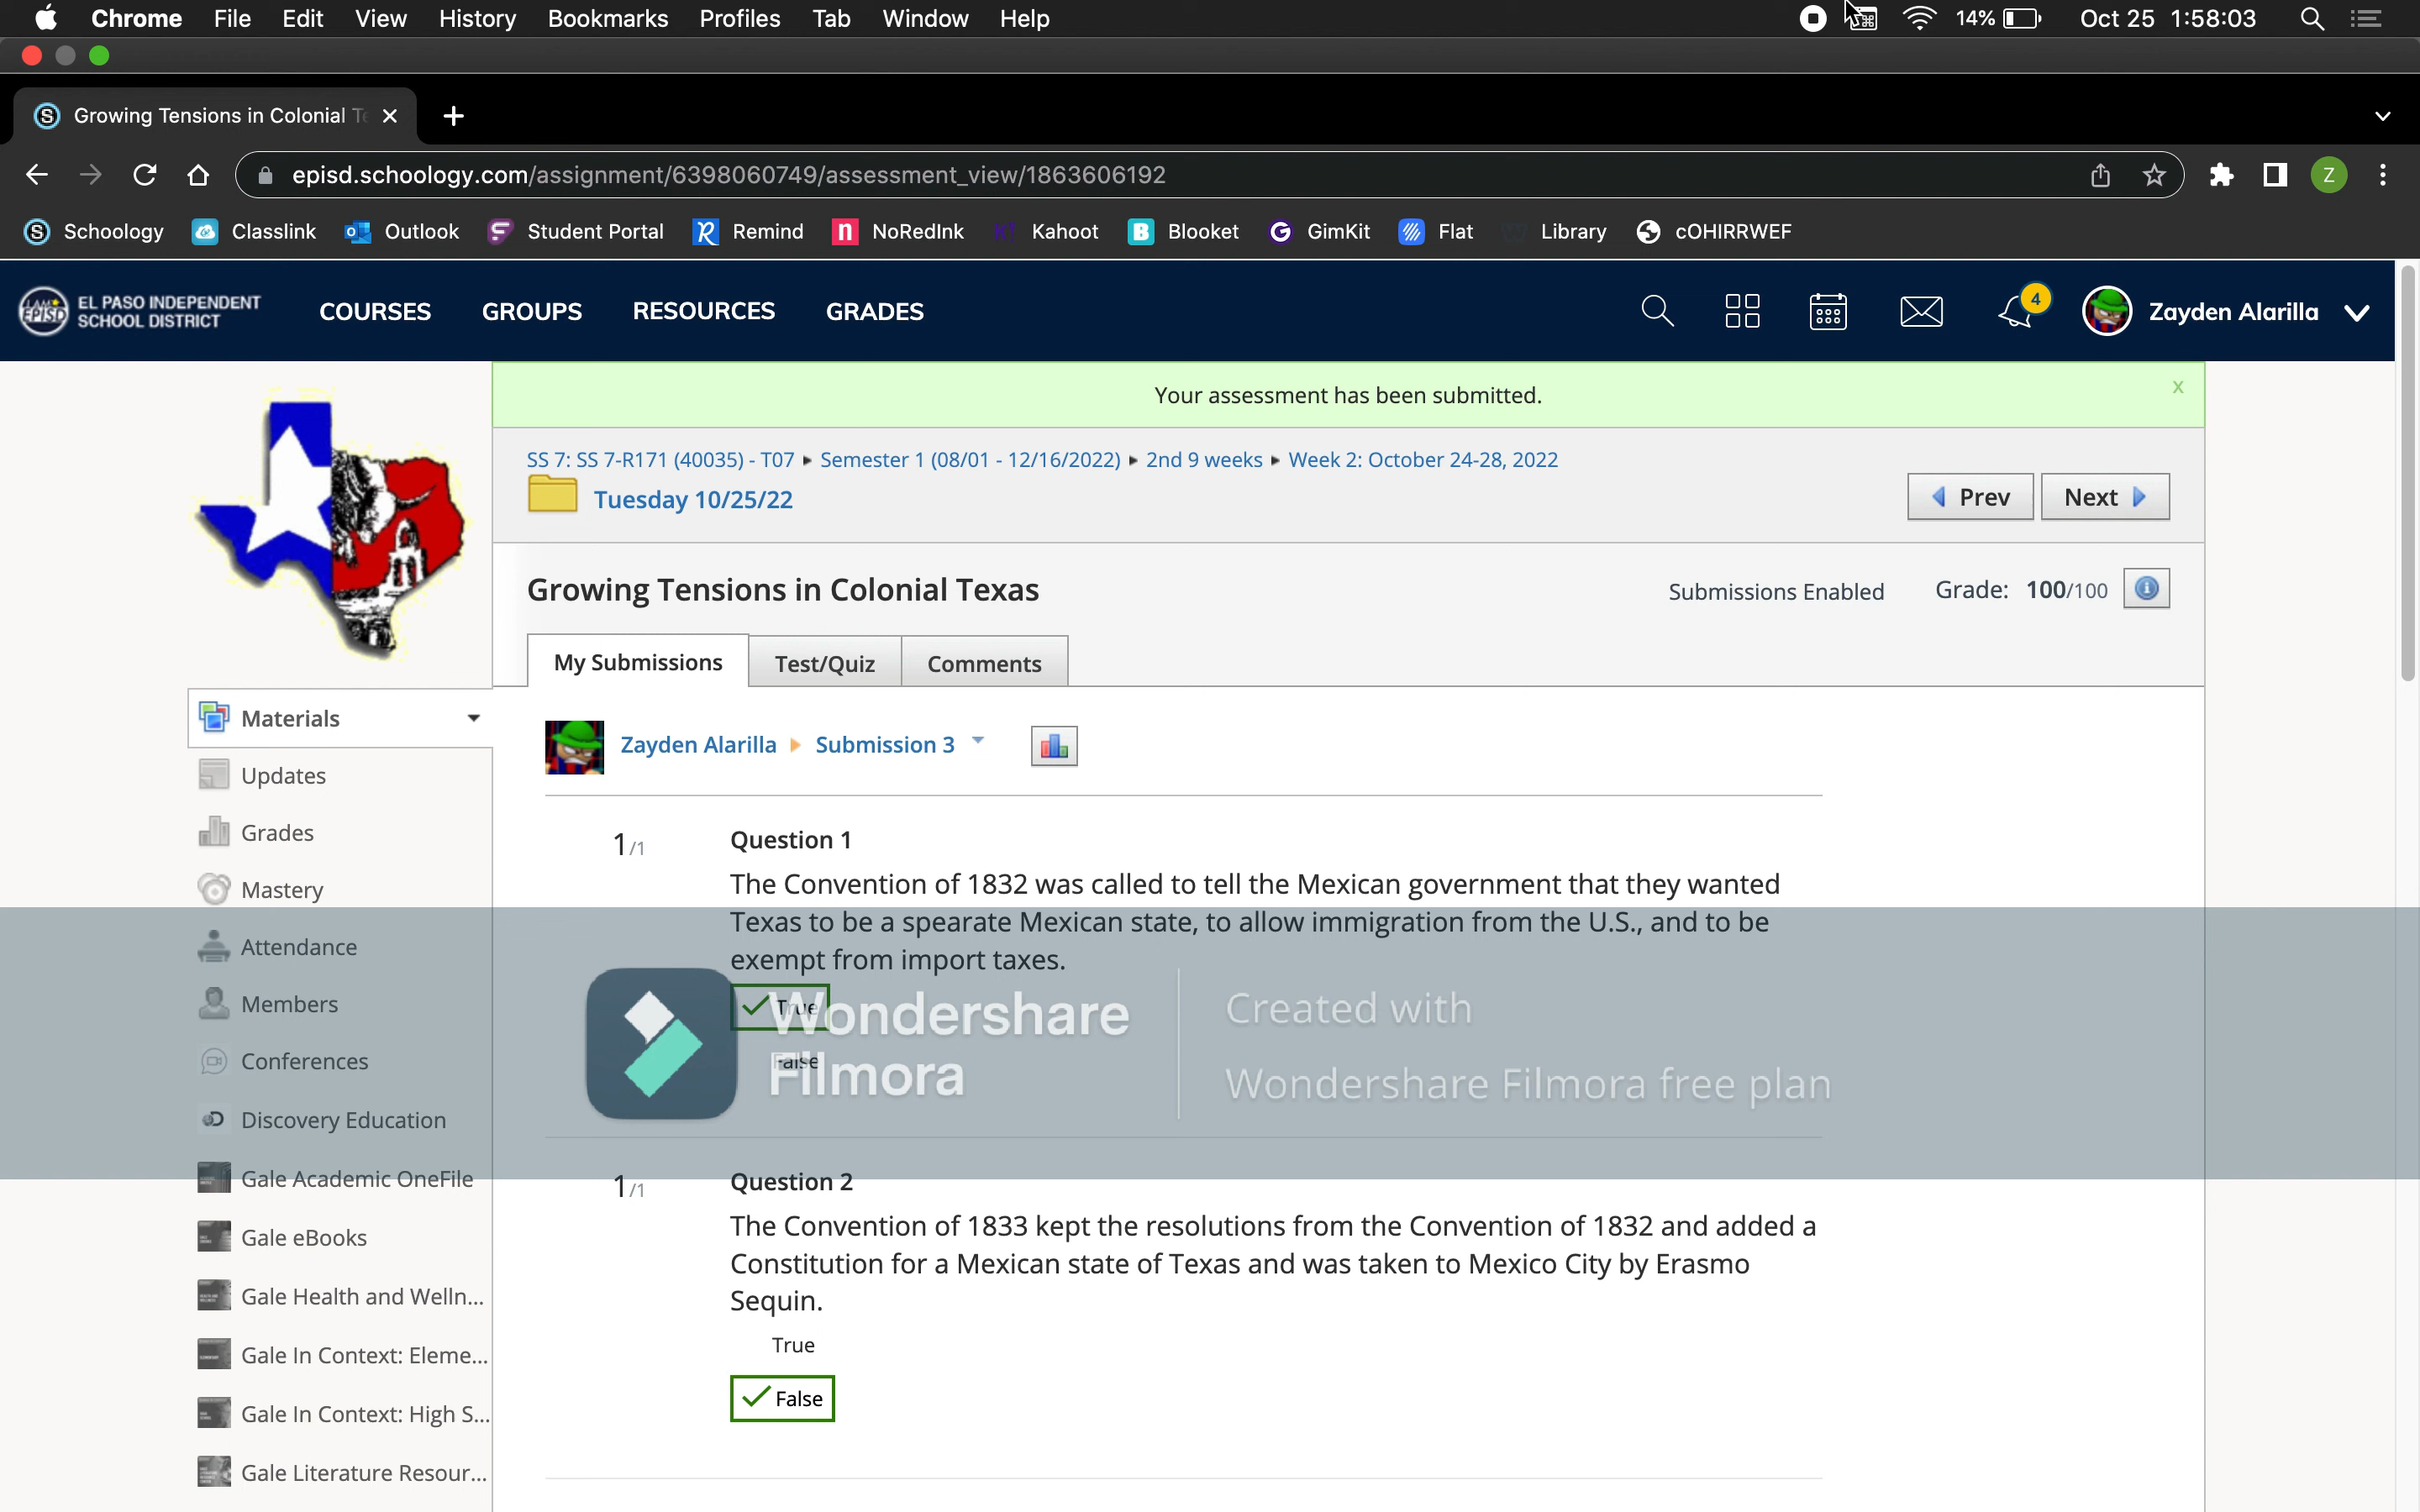 Chrome File Edit View History Bookmarks Profiles Tab Window Help 14% Oct 25 1:58:03
Growing Tensions in Colonial
episd.schoology.com/assignment/6398060749/assessment_view/1863606192 Z
Schoology Classlink Outlook Student Portal Remind NoRedInk Kahoot Blooket GimKit Flat Library cOHIRRWEF
EL PASO INDEPENDENT
SCHOOL DISTRICT
COURSES GROUPS RESOURCES GRADES 4 Zayden Alarilla
Your assessment has been submitted. x
SS 7: SS 7-R171 (40035) - T07 ▸ Semester 1 (08/01 - 12/16/2022) ▸ 2nd 9 weeks ▸ Week 2: October 24-28, 2022
Tuesday 10/25/22
Prev Next
Growing Tensions in Colonial Texas
Submissions Enabled Grade: 100/100
My Submissions Test/Quiz Comments
Materials
Updates
Grades
Mastery
Attendance
Members
Conferences
Discovery Education
Gale Academic OneFile
Gale eBooks
Gale Health and Welln...
Gale In Context: Eleme...
Gale In Context: High S...
Gale Literature Resour...
Zayden Alarilla Submission 3
1/1 Question 1
The Convention of 1832 was called to tell the Mexican government that they wanted
Texas to be a spearate Mexican state, to allow immigration from the U.S., and to be
exempt from import taxes.
True
False
Wondershare
Filmora
Created with
Wondershare Filmora free plan
1/1 Question 2
The Convention of 1833 kept the resolutions from the Convention of 1832 and added a
Constitution for a Mexican state of Texas and was taken to Mexico City by Erasmo
Sequin.
True
False